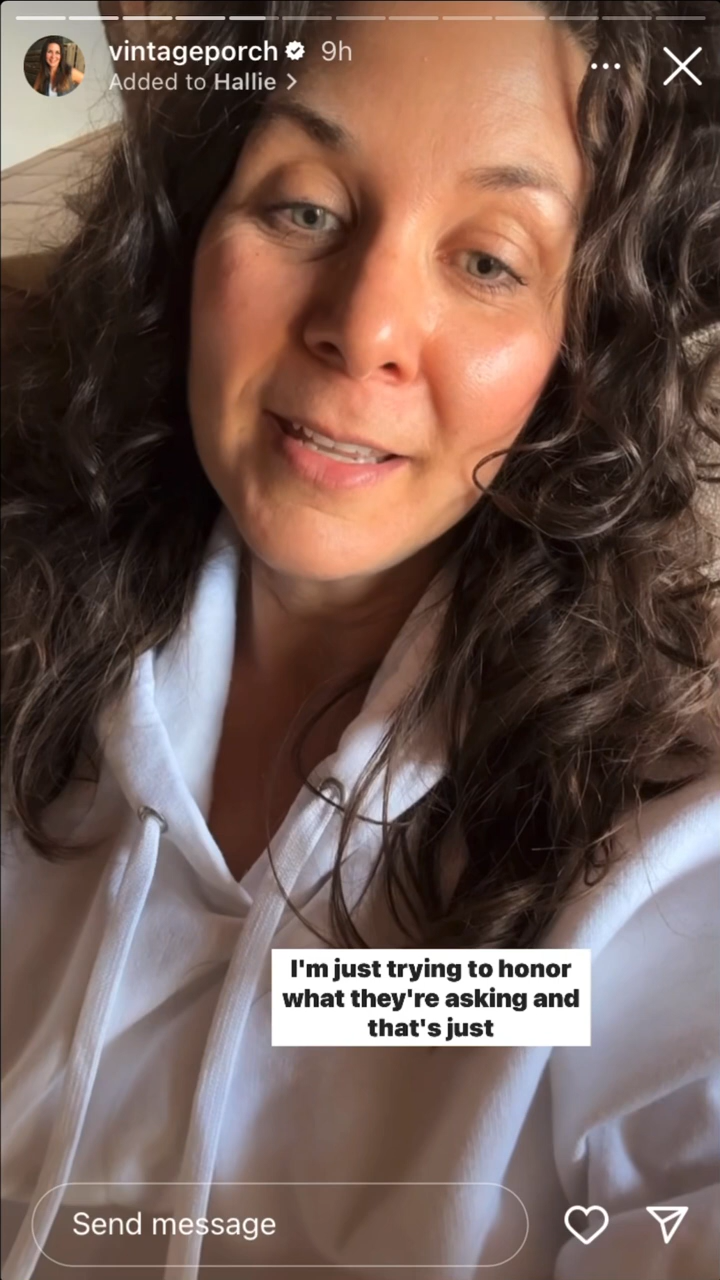 vintageporch 9h
Added to Hallie >
I'm just trying to honor
what they're asking and
that's just
Send message